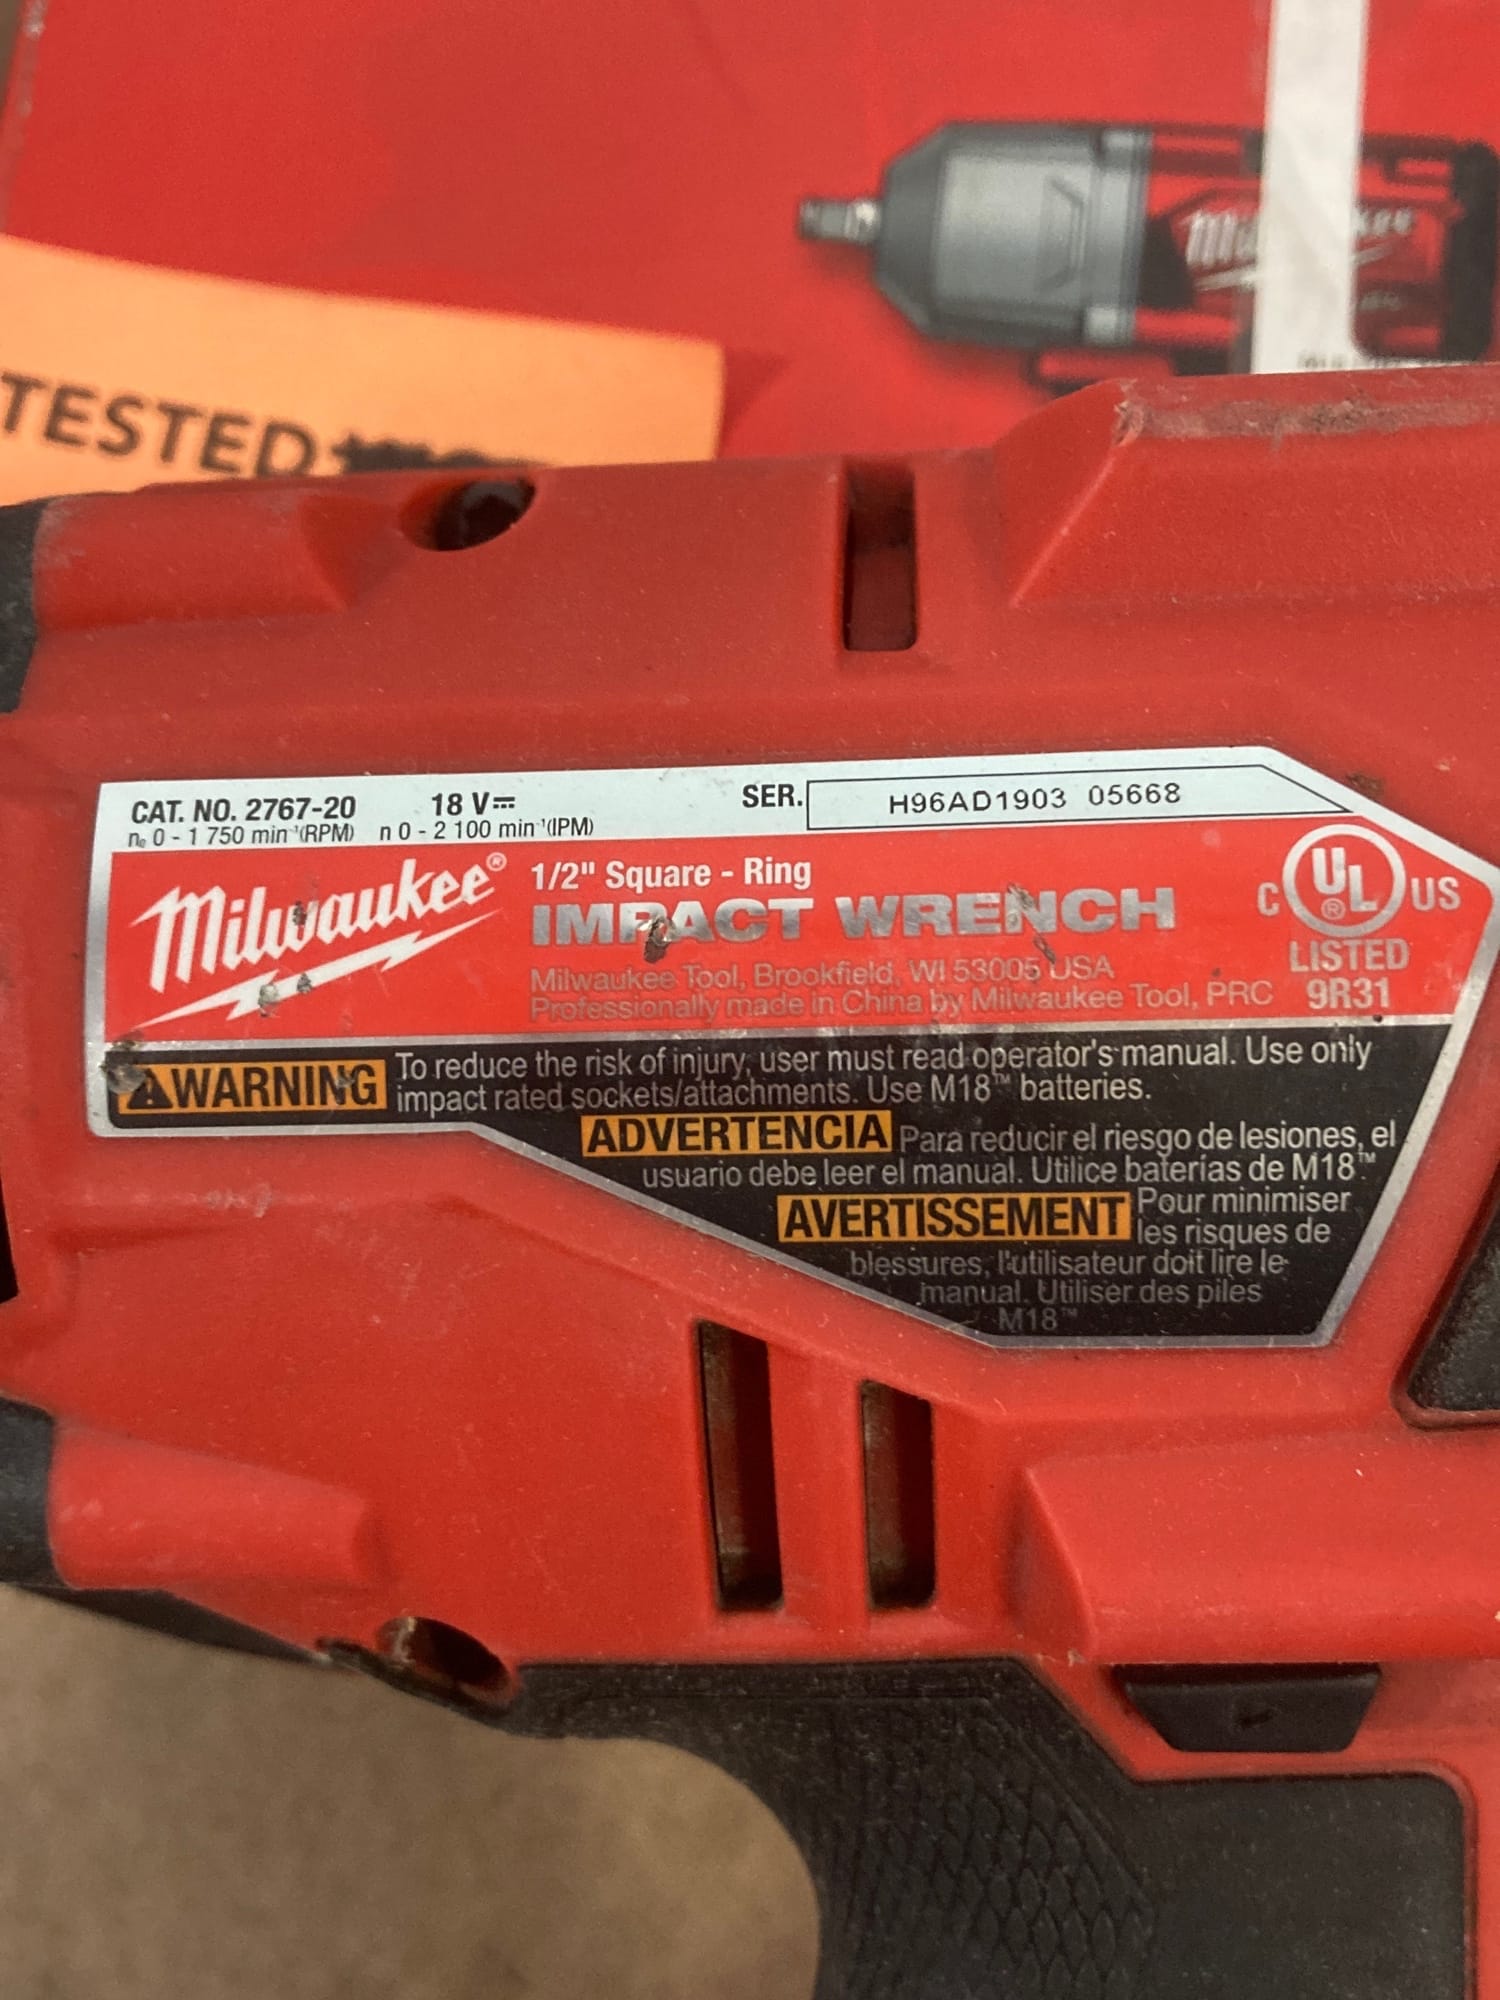 Milwaukee
TESTED
CAT. NO. 2767-20 18 V⎓ SER. H96AD1903 05668
n₀ 0 - 1 750 min⁻¹(RPM) n 0 - 2 100 min⁻¹(IPM)
Milwaukee® 1/2" Square - Ring
IMPACT WRENCH
C UL® US
LISTED
9R31
Milwaukee Tool, Brookfield, WI 53005 USA
Professionally made in China by Milwaukee Tool, PRC
⚠WARNING To reduce the risk of injury, user must read operator's manual. Use only
impact rated sockets/attachments. Use M18™ batteries.
ADVERTENCIA Para reducir el riesgo de lesiones, el
usuario debe leer el manual. Utilice baterías de M18™.
AVERTISSEMENT Pour minimiser
les risques de
blessures, l'utilisateur doit lire le
manual. Utiliser des piles
M18™